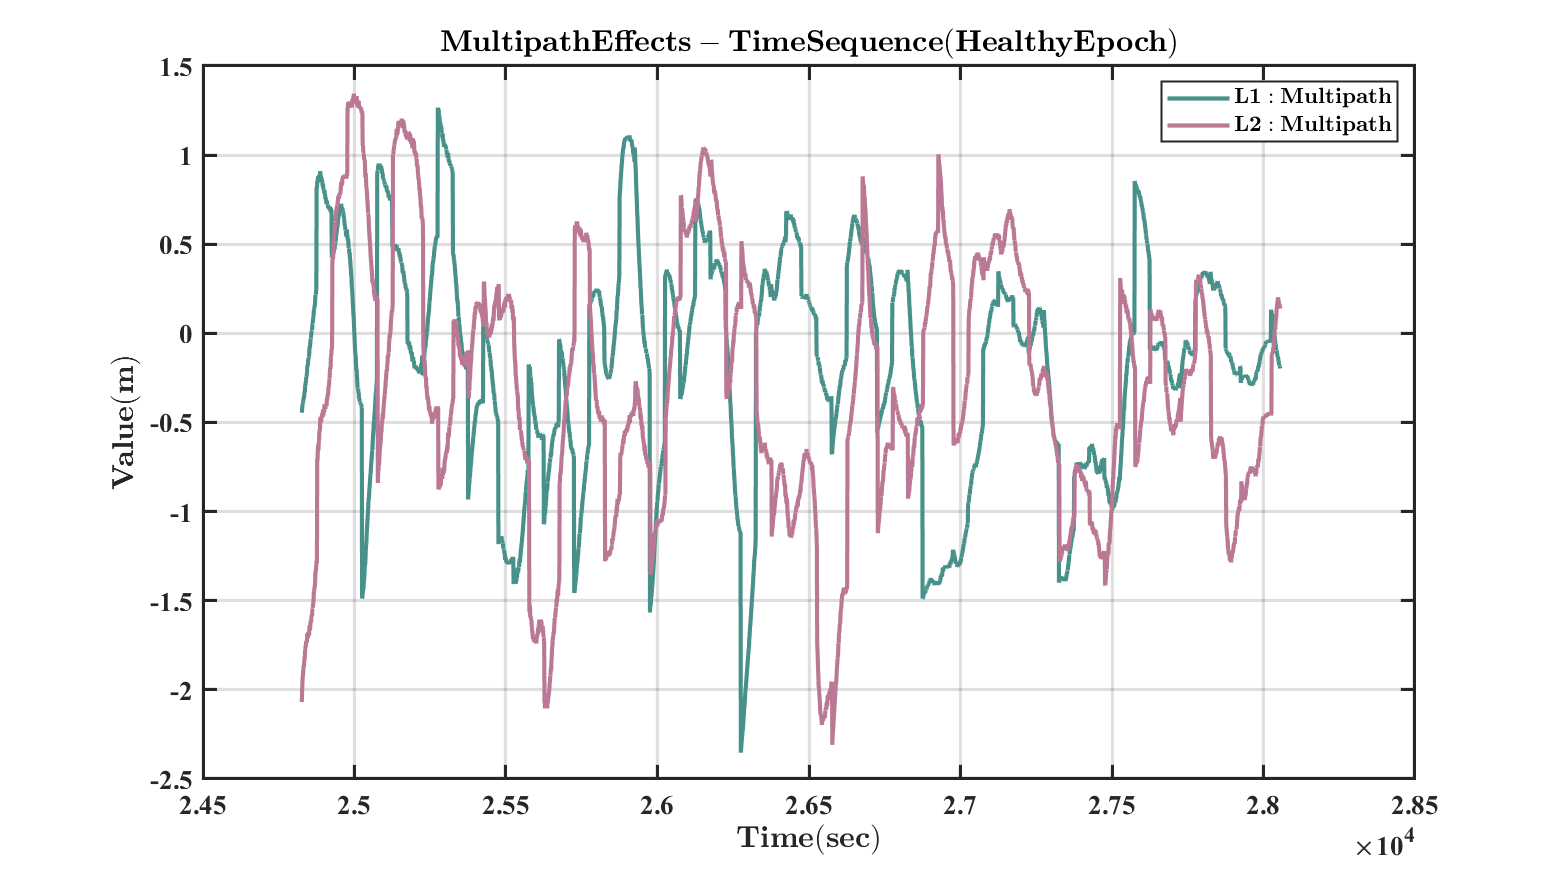 MultipathEffects – TimeSequence(HealthyEpoch)
L1 : Multipath
L2 : Multipath
Value(m)
1.5
1
0.5
0
-0.5
-1
-1.5
-2
-2.5
2.45 2.5 2.55 2.6 2.65 2.7 2.75 2.8 2.85
Time(sec)
×10⁴